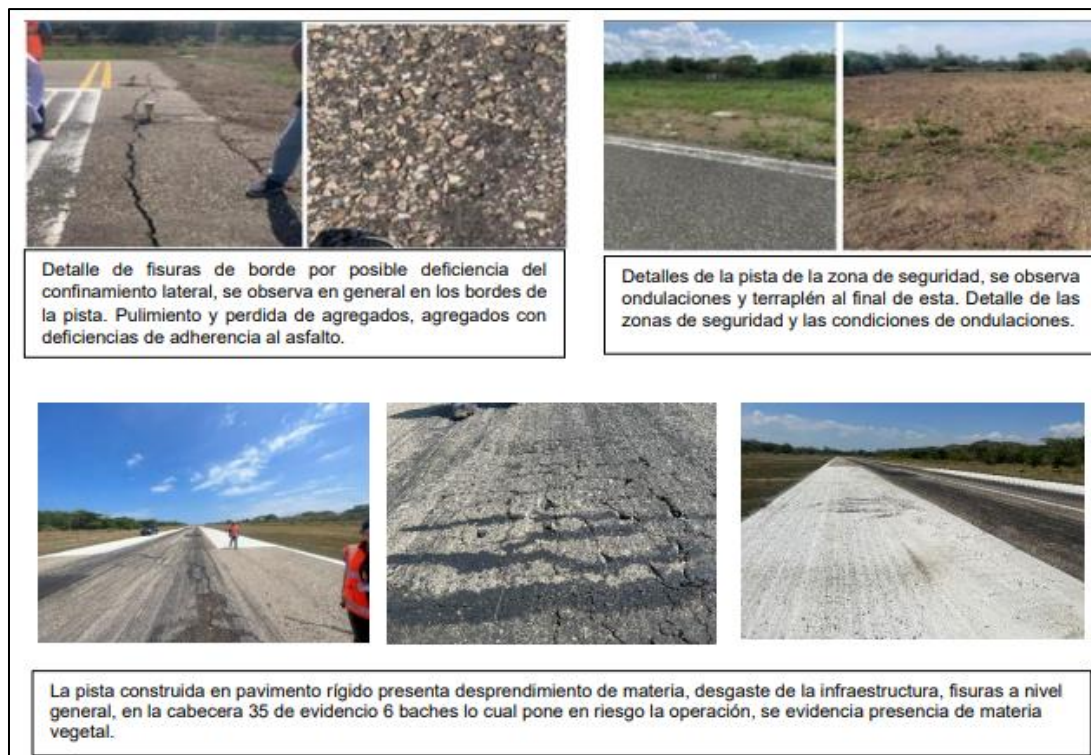 Detalle de fisuras de borde por posible deficiencia del
confinamiento lateral, se observa en general en los bordes de
la pista. Pulimiento y perdida de agregados, agregados con
deficiencias de adherencia al asfalto.
Detalles de la pista de la zona de seguridad, se observa
ondulaciones y terraplén al final de esta. Detalle de las
zonas de seguridad y las condiciones de ondulaciones.
La pista construida en pavimento rígido presenta desprendimiento de materia, desgaste de la infraestructura, fisuras a nivel
general, en la cabecera 35 de evidencio 6 baches lo cual pone en riesgo la operación, se evidencia presencia de materia
vegetal.